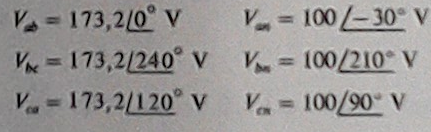 V_ab = 173,2/0° V V_an = 100/−30° V
V_bc = 173,2/240° V V_bn = 100/210° V
V_ca = 173,2/120° V V_cn = 100/90° V